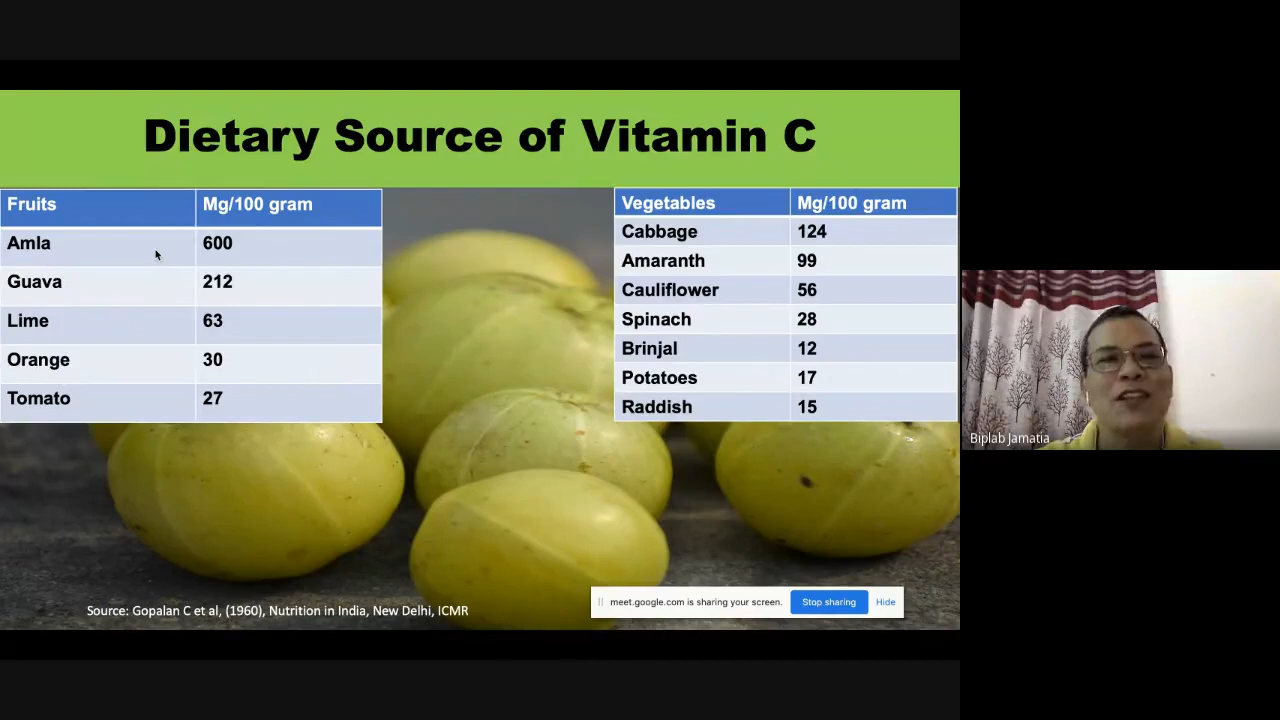 Dietary Source of Vitamin C
Fruits Mg/100 gram
Amla 600
Guava 212
Lime 63
Orange 30
Tomato 27
Vegetables Mg/100 gram
Cabbage 124
Amaranth 99
Cauliflower 56
Spinach 28
Brinjal 12
Potatoes 17
Raddish 15
Source: Gopalan C et al, (1960), Nutrition in India, New Delhi, ICMR
meet.google.com is sharing your screen. Stop sharing Hide
Biplab Jamatia